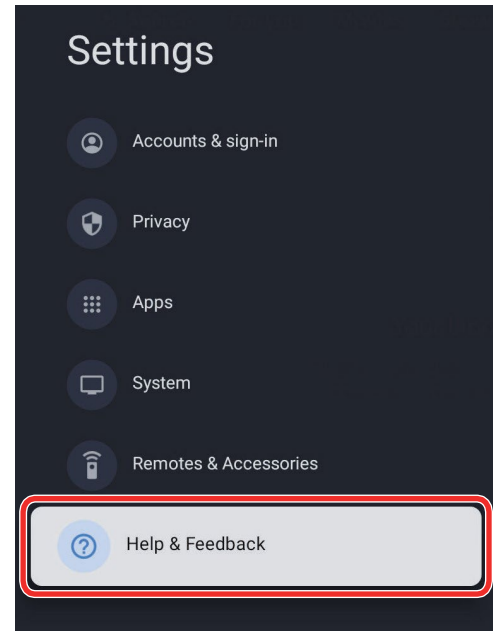 Settings
Accounts & sign-in
Privacy
Apps
System
Remotes & Accessories
Help & Feedback